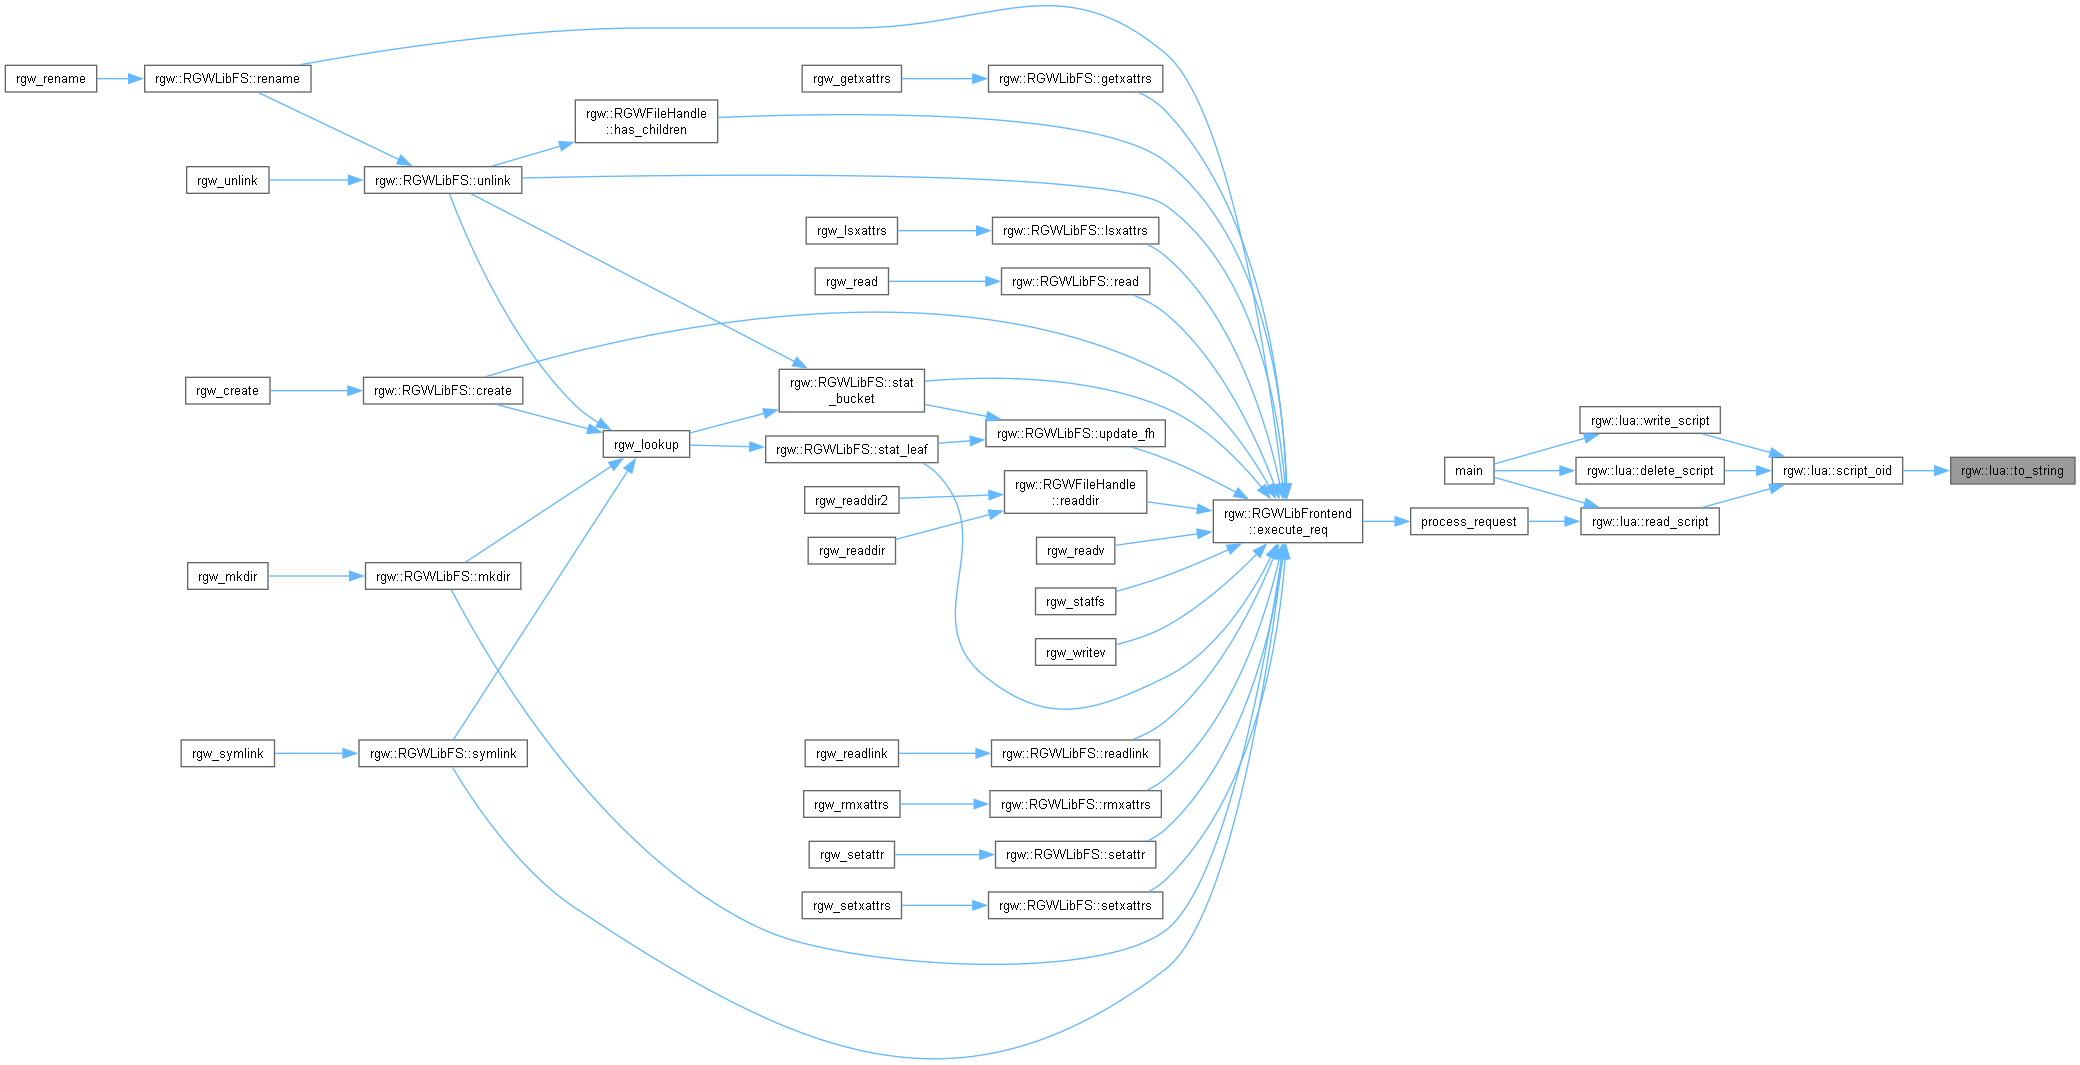 rgw_rename
rgw::RGWLibFS::rename
rgw_getxattrs
rgw::RGWLibFS::getxattrs
rgw::RGWFileHandle
::has_children
rgw_unlink
rgw::RGWLibFS::unlink
rgw_lsxattrs
rgw::RGWLibFS::lsxattrs
rgw_read
rgw::RGWLibFS::read
rgw_create
rgw::RGWLibFS::create
rgw::RGWLibFS::stat
_bucket
rgw_lookup
rgw::RGWLibFS::stat_leaf
rgw::RGWLibFS::update_fh
rgw::lua::write_script
main
rgw::lua::delete_script
rgw::lua::script_oid
rgw::lua::to_string
rgw_readdir2
rgw::RGWFileHandle
::readdir
rgw::RGWLibFrontend
::execute_req
process_request
rgw::lua::read_script
rgw_readdir
rgw_readv
rgw_mkdir
rgw::RGWLibFS::mkdir
rgw_statfs
rgw_writev
rgw_symlink
rgw::RGWLibFS::symlink
rgw_readlink
rgw::RGWLibFS::readlink
rgw_rmxattrs
rgw::RGWLibFS::rmxattrs
rgw_setattr
rgw::RGWLibFS::setattr
rgw_setxattrs
rgw::RGWLibFS::setxattrs